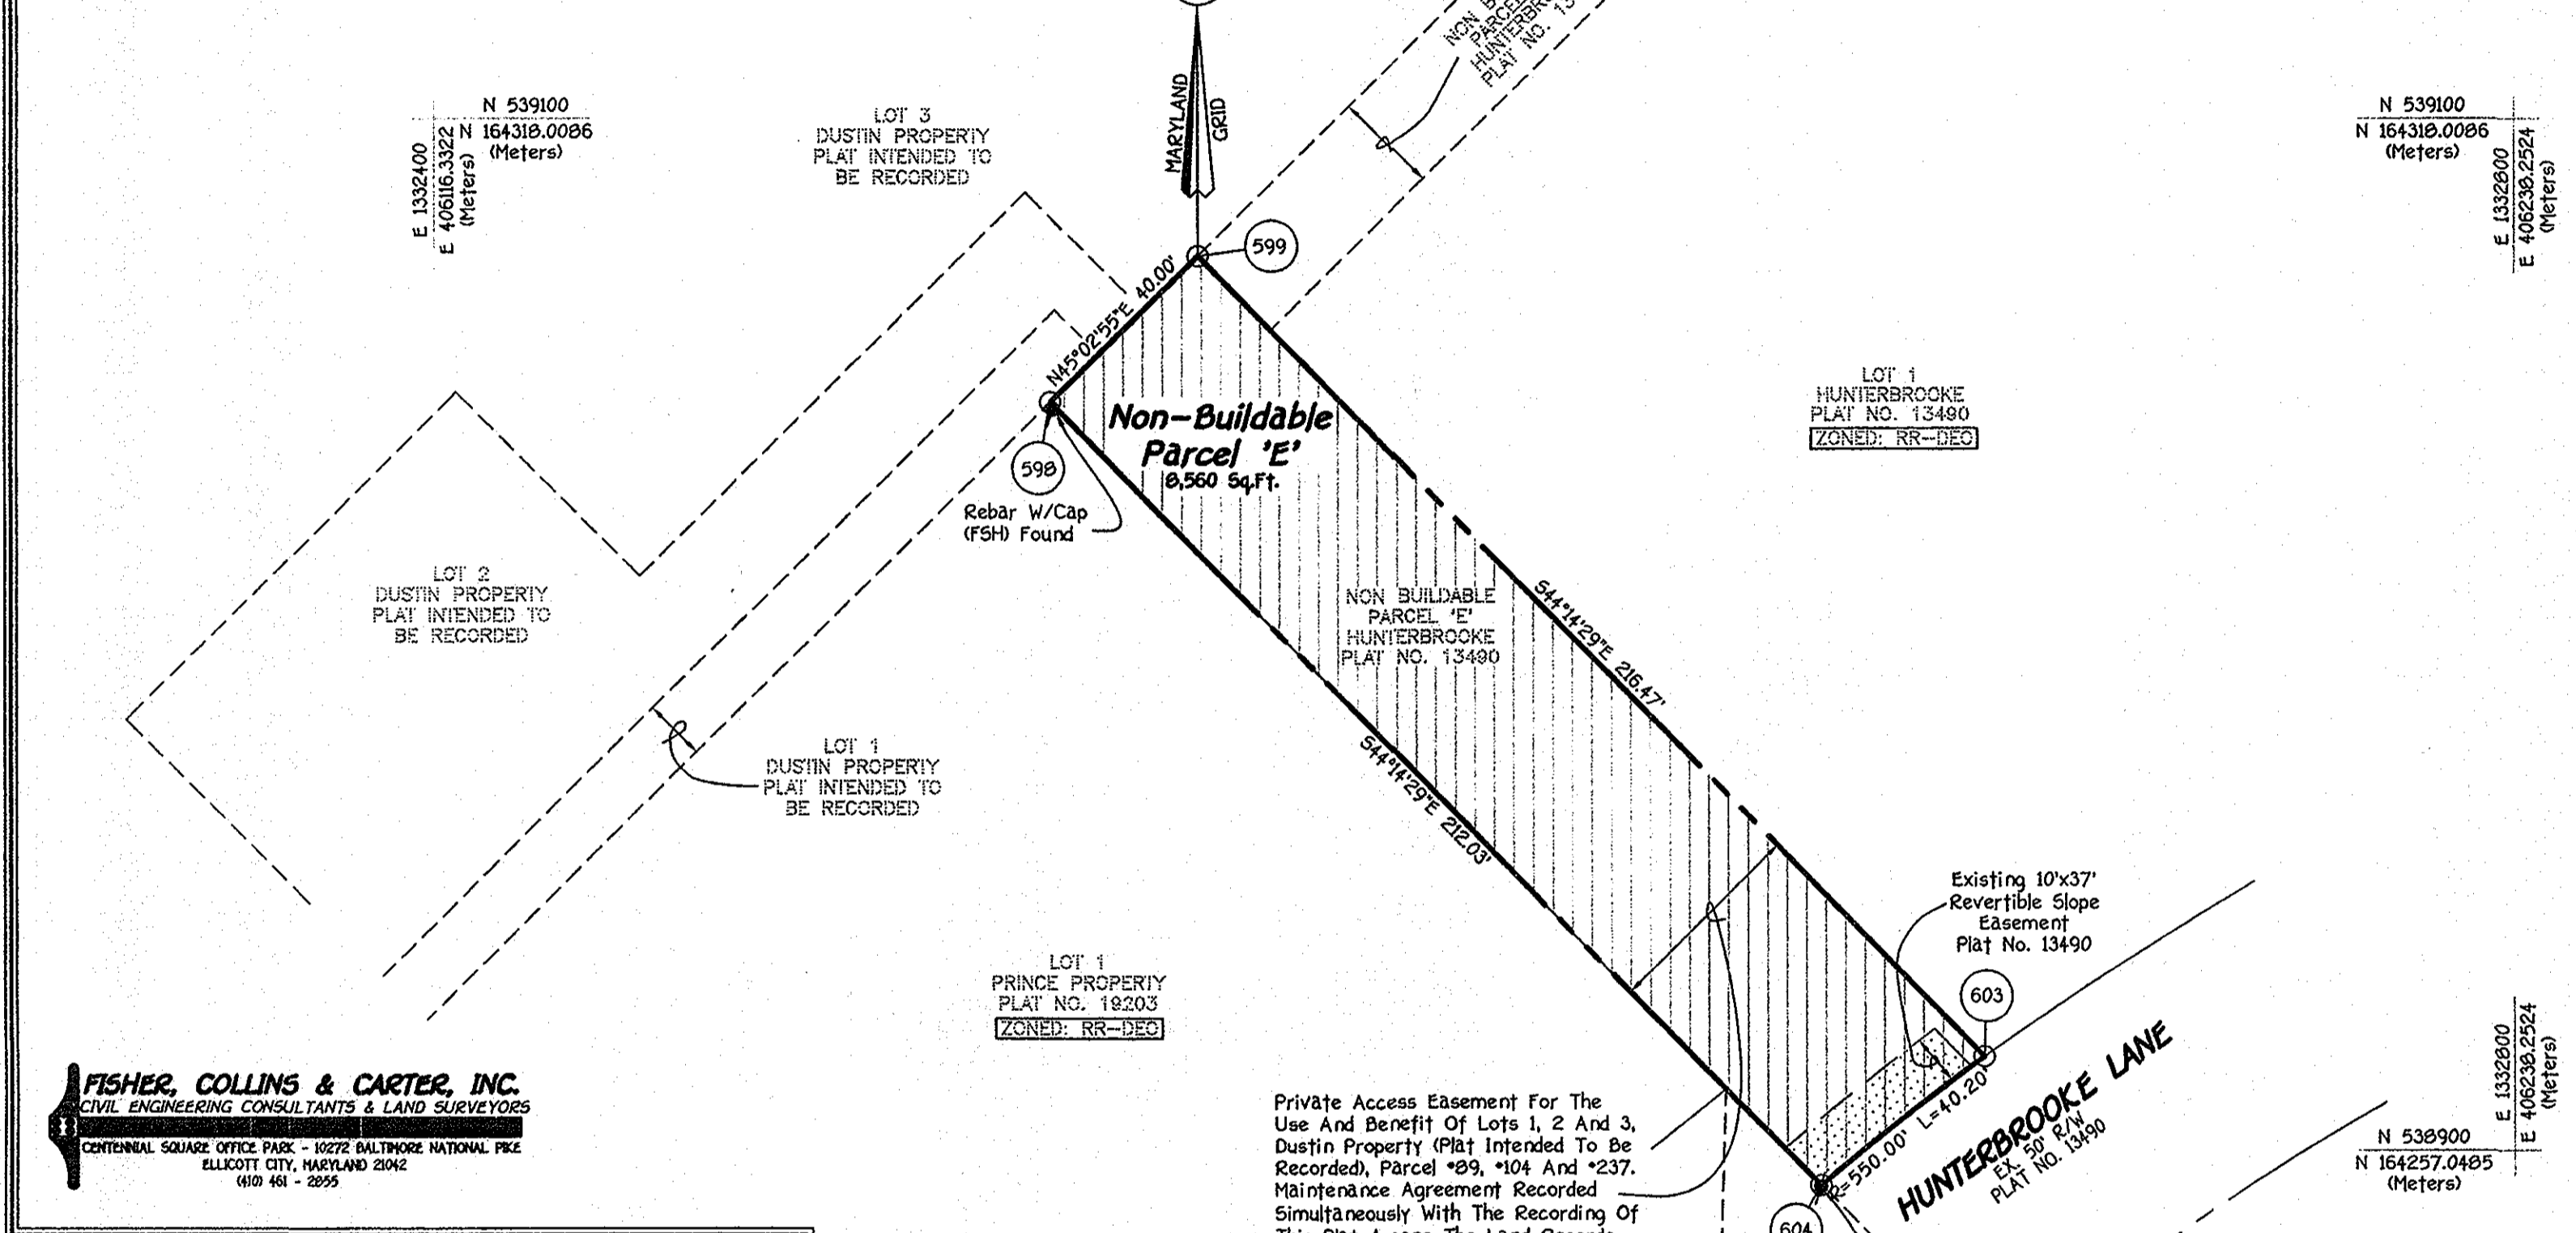 N 539100
N 164318.0086
(Meters)
E 1332400
E 406116.3322
(Meters)
LOT 3
DUSTIN PROPERTY
PLAT INTENDED TO
BE RECORDED
MARYLAND
GRID
HUNTERBROOKE
PLAT NO.
N 539100
N 164318.0086
(Meters)
E 1332800
E 406238.2524
(Meters)
599
N45°02'55"E 40.00'
598
Rebar W/Cap
(FSH) Found
Non-Buildable
Parcel 'E'
8,560 Sq.Ft.
LOT 1
HUNTERBROOKE
PLAT NO. 13490
ZONED: RR-DEO
LOT 2
DUSTIN PROPERTY
PLAT INTENDED TO
BE RECORDED
NON BUILDABLE
PARCEL 'E'
HUNTERBROOKE
PLAT NO. 13490
S44°14'29"E 216.47'
S44°14'29"E 212.03'
LOT 1
DUSTIN PROPERTY
PLAT INTENDED TO
BE RECORDED
Existing 10'x37'
Revertible Slope
Easement
Plat No. 13490
603
LOT 1
PRINCE PROPERTY
PLAT NO. 19203
ZONED: RR-DEO
R=550.00' L=40.20'
HUNTERBROOKE LANE
EX. 50' R/W
PLAT NO. 13490
604
E 1332800
E 406238.2524
(Meters)
N 538900
N 164257.0485
(Meters)
FISHER, COLLINS & CARTER, INC.
CIVIL ENGINEERING CONSULTANTS & LAND SURVEYORS
CENTENNIAL SQUARE OFFICE PARK - 10272 BALTIMORE NATIONAL PIKE
ELLICOTT CITY, MARYLAND 21042
(410) 461 - 2855
Private Access Easement For The
Use And Benefit Of Lots 1, 2 And 3,
Dustin Property (Plat Intended To Be
Recorded), Parcel *89, *104 And *237.
Maintenance Agreement Recorded
Simultaneously With The Recording Of